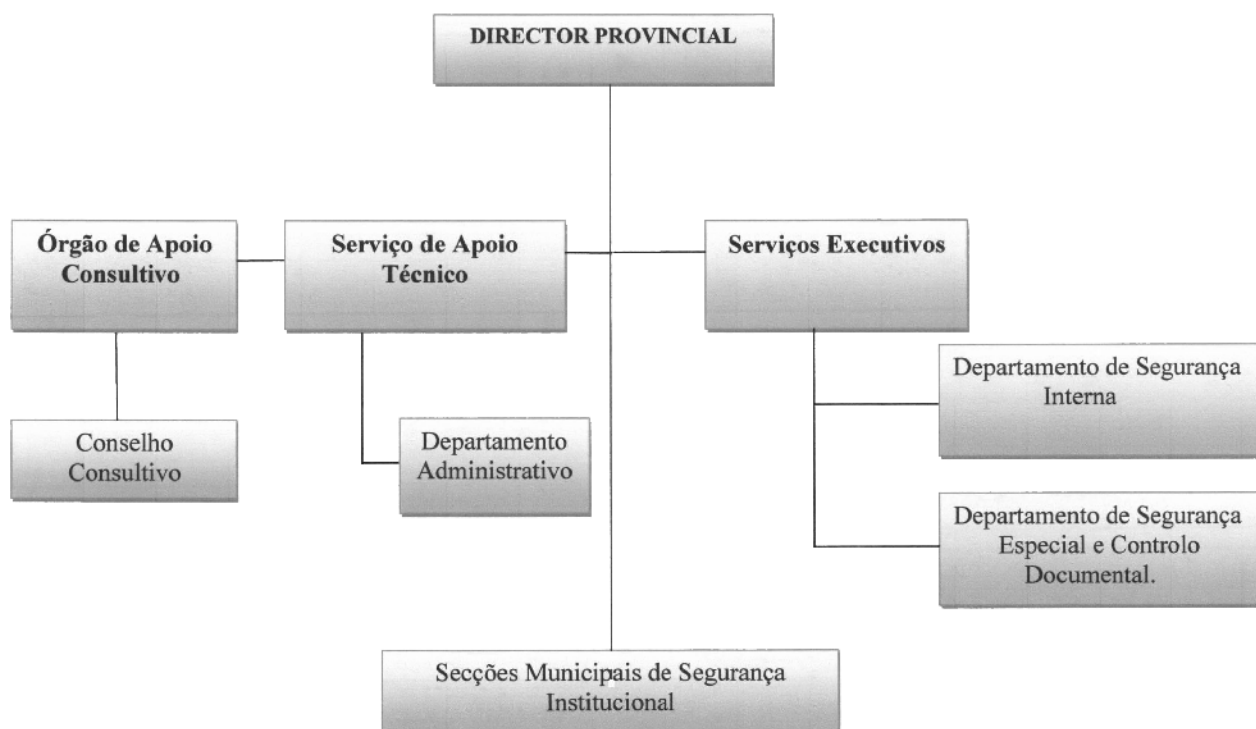 DIRECTOR PROVINCIAL
Órgão de Apoio
Consultivo
Serviço de Apoio
Técnico
Serviços Executivos
Departamento de Segurança
Interna
Conselho
Consultivo
Departamento
Administrativo
Departamento de Segurança
Especial e Controlo
Documental.
Secções Municipais de Segurança
Institucional